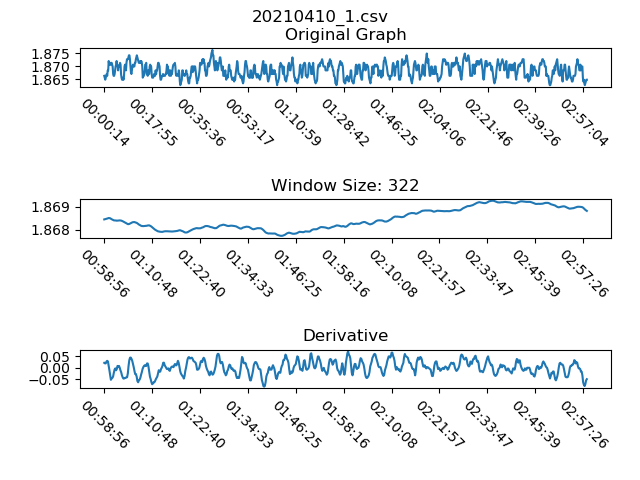 20210410_1.csv
Original Graph
1.875
1.870
1.865
00:00:14 00:17:55 00:35:36 00:53:17 01:10:59 01:28:42 01:46:25 02:04:06 02:21:46 02:39:26 02:57:04
Window Size: 322
1.869
1.868
00:58:56 01:10:48 01:22:40 01:34:33 01:46:25 01:58:16 02:10:08 02:21:57 02:33:47 02:45:39 02:57:26
Derivative
0.05
0.00
−0.05
00:58:56 01:10:48 01:22:40 01:34:33 01:46:25 01:58:16 02:10:08 02:21:57 02:33:47 02:45:39 02:57:26